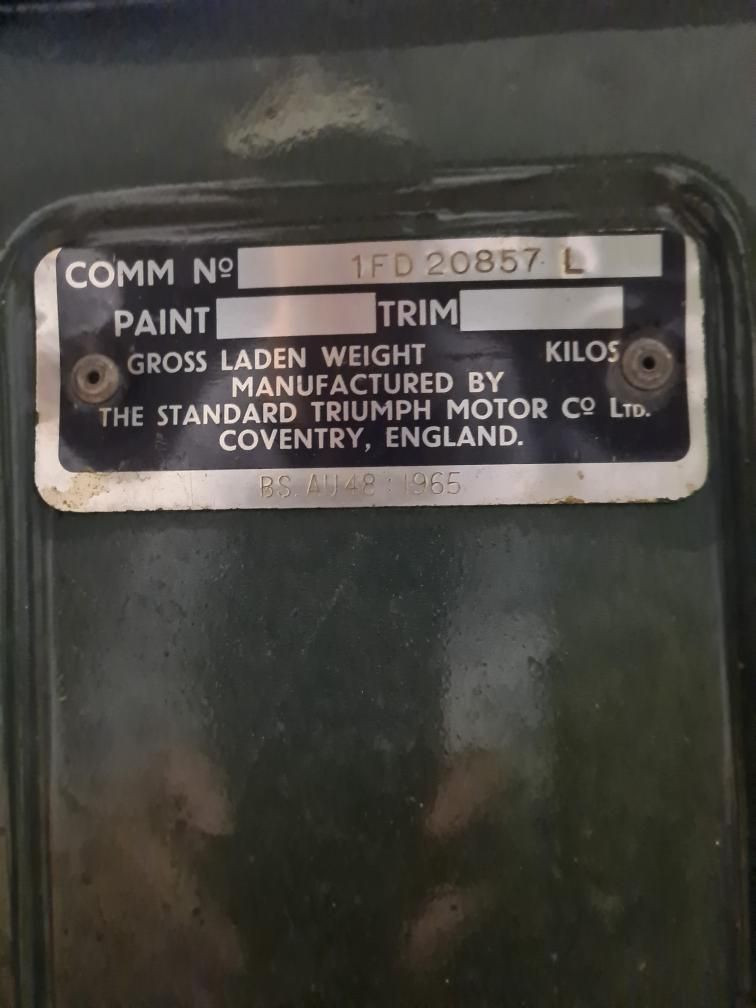 COMM Nº 1FD 20857 L
PAINT TRIM
GROSS LADEN WEIGHT KILOS
MANUFACTURED BY
THE STANDARD TRIUMPH MOTOR Cº LTD.
COVENTRY, ENGLAND.
BS. AU48 : 1965